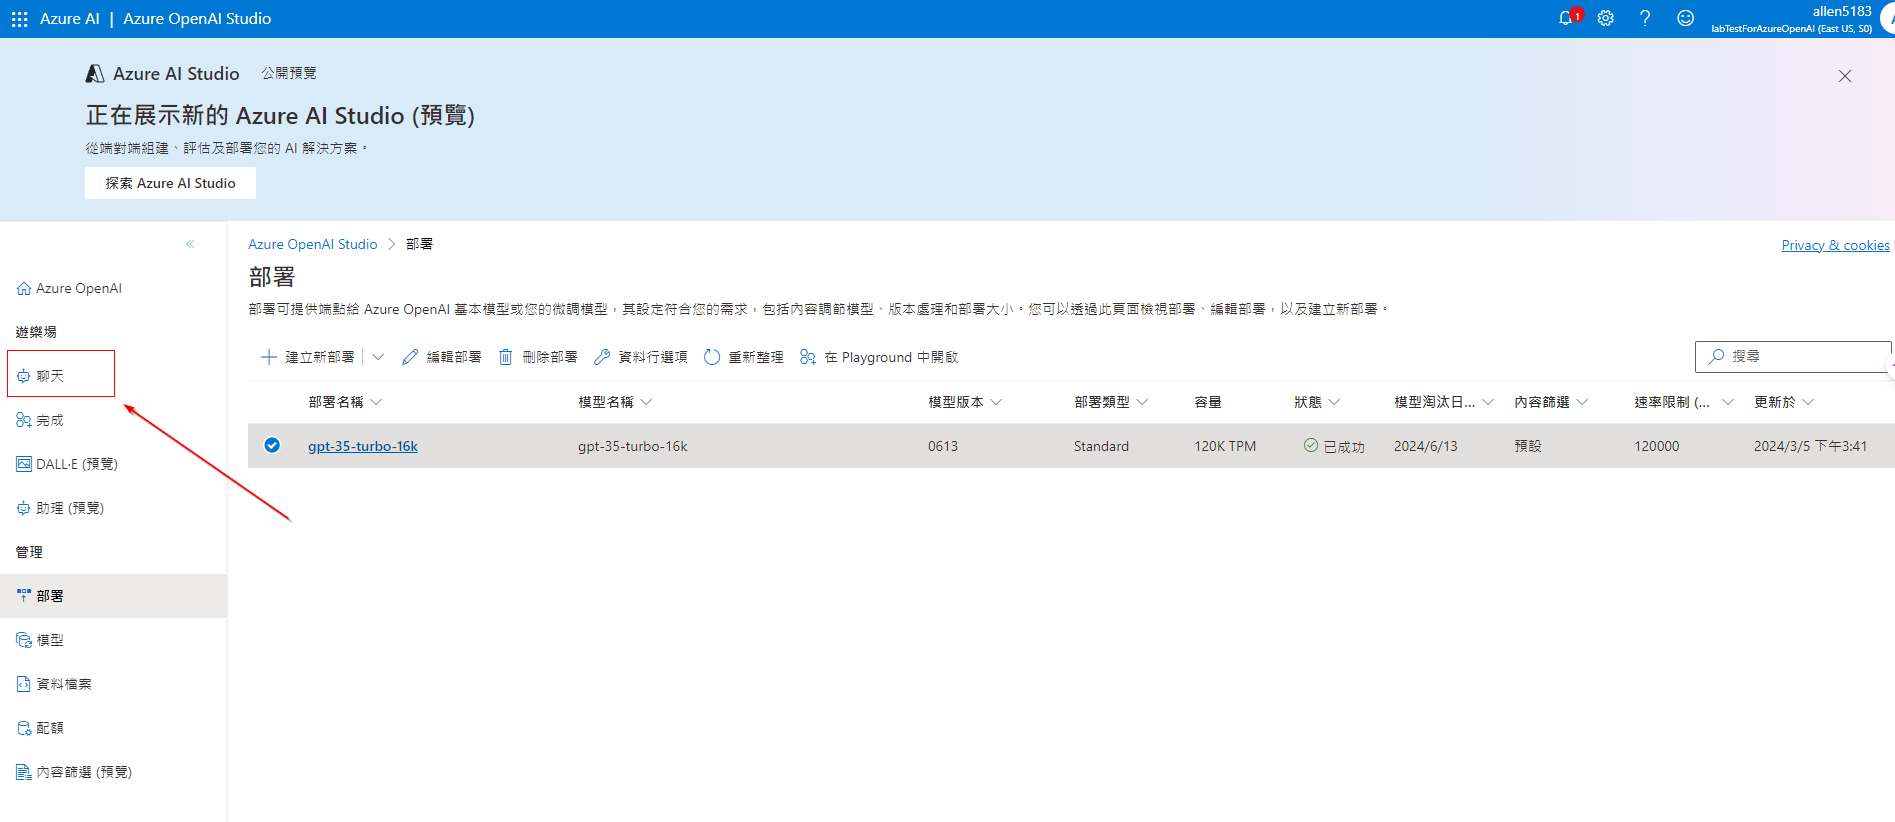 Azure AI | Azure OpenAI Studio
1
allen5183
labTestForAzureOpenAI (East US, S0)
Azure AI Studio 公開預覽
正在展示新的 Azure AI Studio (預覽)
從端對端組建、評估及部署您的 AI 解決方案。
探索 Azure AI Studio
Azure OpenAI
遊樂場
聊天
完成
DALL·E (預覽)
助理 (預覽)
管理
部署
模型
資料檔案
配額
內容篩選 (預覽)
Azure OpenAI Studio > 部署
Privacy & cookies
部署
部署可提供端點給 Azure OpenAI 基本模型或您的微調模型，其設定符合您的需求，包括內容調節模型、版本處理和部署大小。您可以透過此頁面檢視部署、編輯部署，以及建立新部署。
建立新部署 編輯部署 刪除部署 資料行選項 重新整理 在 Playground 中開啟
搜尋
部署名稱 模型名稱 模型版本 部署類型 容量 狀態 模型淘汰日... 內容篩選 速率限制 (... 更新於
gpt-35-turbo-16k gpt-35-turbo-16k 0613 Standard 120K TPM 已成功 2024/6/13 預設 120000 2024/3/5 下午3:41